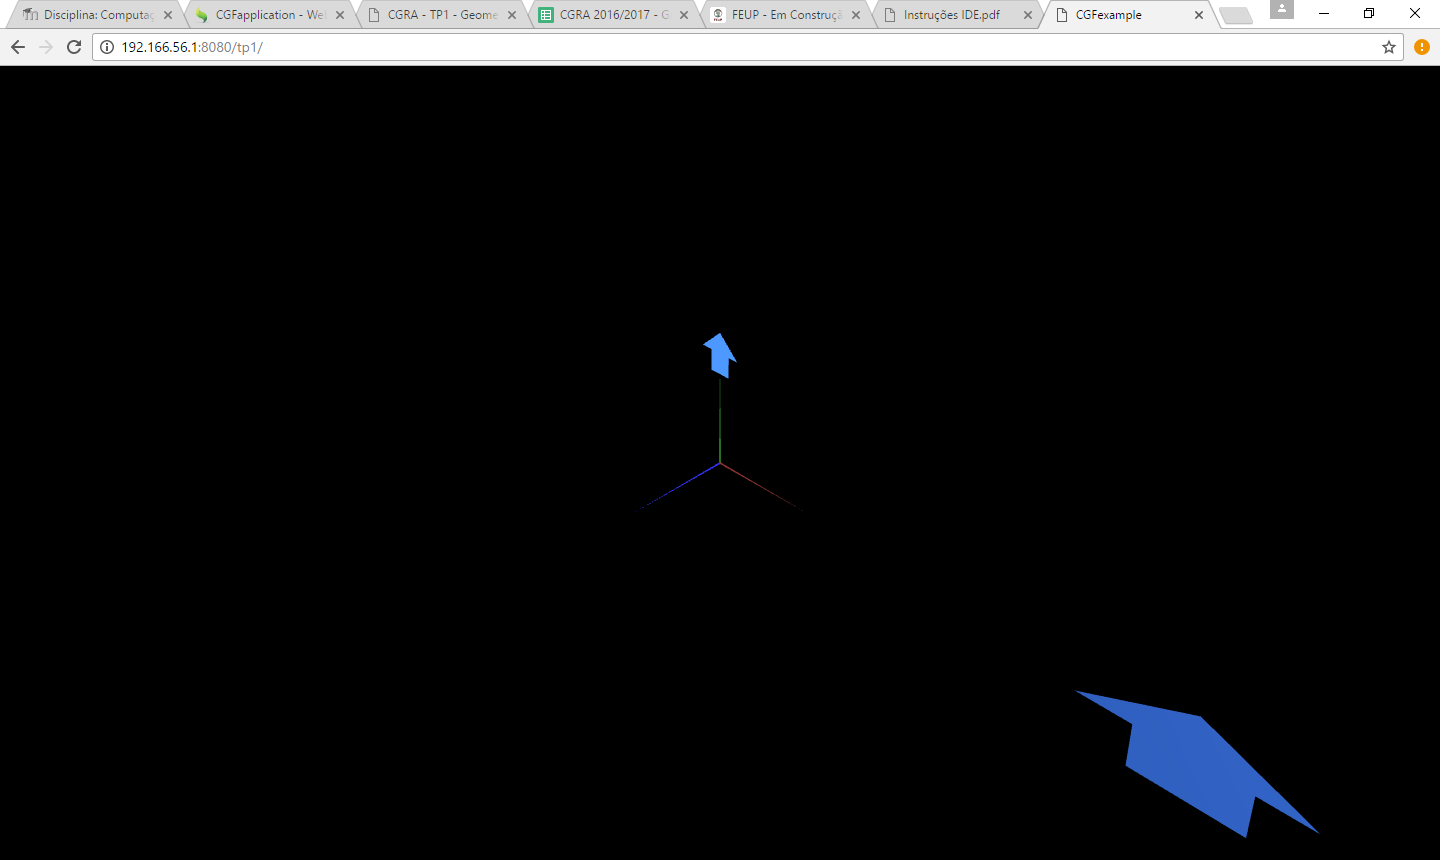 Disciplina: Computaç
CGFapplication - We
CGRA - TP1 - Geome
CGRA 2016/2017 - G
FEUP - Em Construçã
Instruções IDE.pdf
CGFexample
192.166.56.1:8080/tp1/